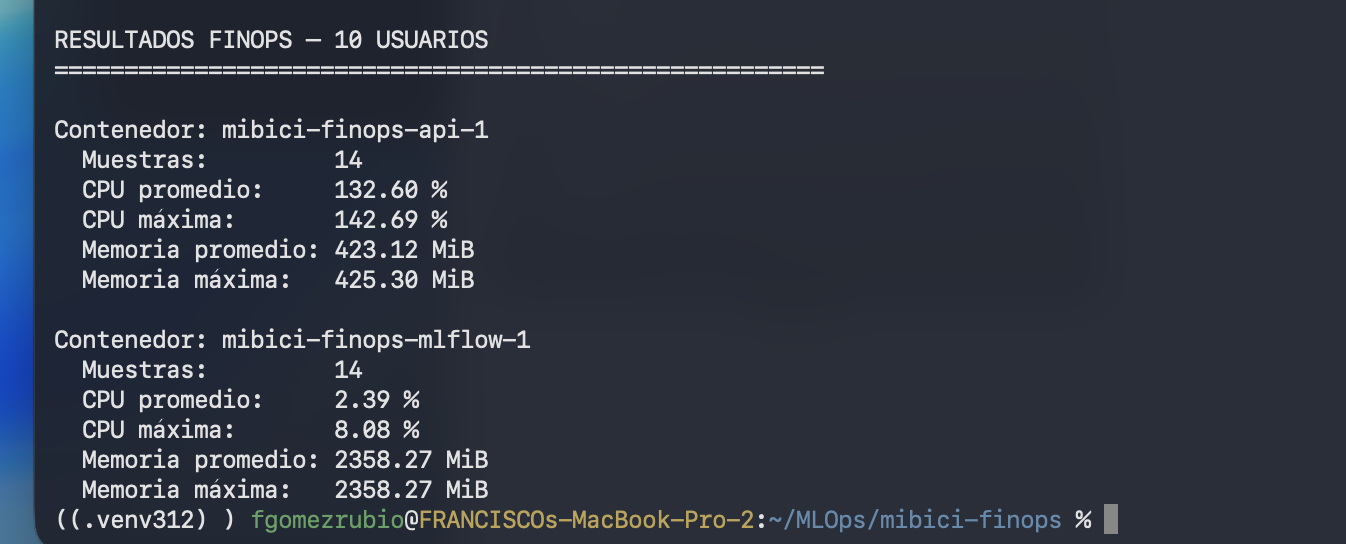 RESULTADOS FINOPS — 10 USUARIOS
=======================================================
Contenedor: mibici-finops-api-1
Muestras: 14
CPU promedio: 132.60 %
CPU máxima: 142.69 %
Memoria promedio: 423.12 MiB
Memoria máxima: 425.30 MiB
Contenedor: mibici-finops-mlflow-1
Muestras: 14
CPU promedio: 2.39 %
CPU máxima: 8.08 %
Memoria promedio: 2358.27 MiB
Memoria máxima: 2358.27 MiB
((.venv312) ) fgomezrubio@FRANCISCOs-MacBook-Pro-2:~/MLOps/mibici-finops %